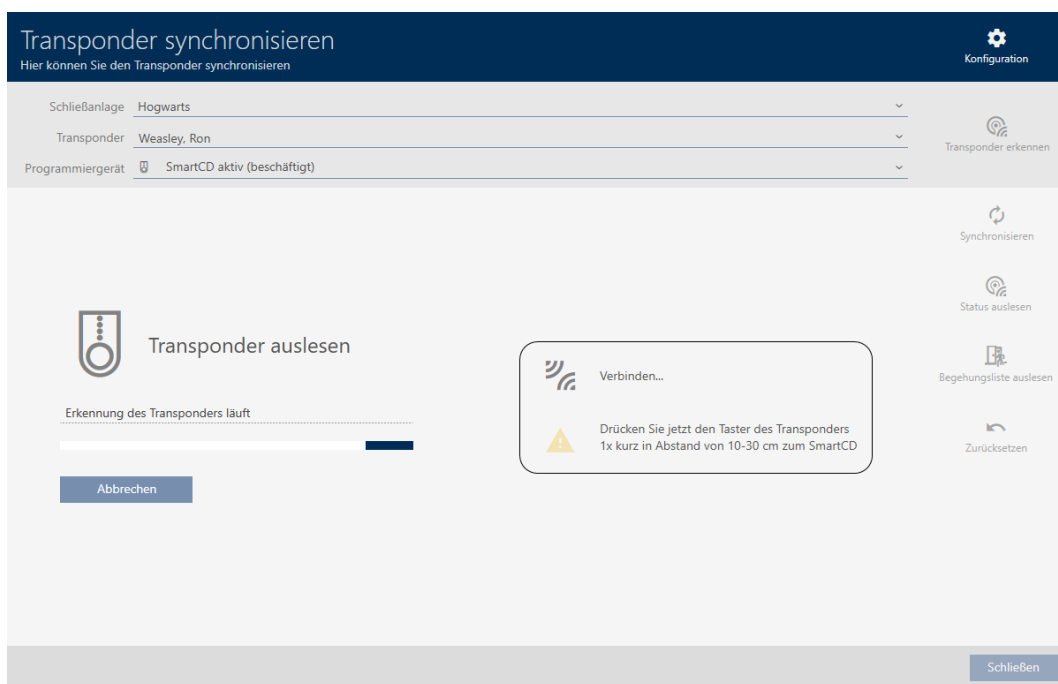 Transponder synchronisieren
Hier können Sie den Transponder synchronisieren
Konfiguration
Schließanlage Hogwarts
Transponder Weasley, Ron
Programmiergerät SmartCD aktiv (beschäftigt)
Transponder erkennen
Synchronisieren
Status auslesen
Begehungsliste auslesen
Zurücksetzen
Transponder auslesen
Erkennung des Transponders läuft
Abbrechen
Verbinden...
Drücken Sie jetzt den Taster des Transponders
1x kurz in Abstand von 10-30 cm zum SmartCD
Schließen